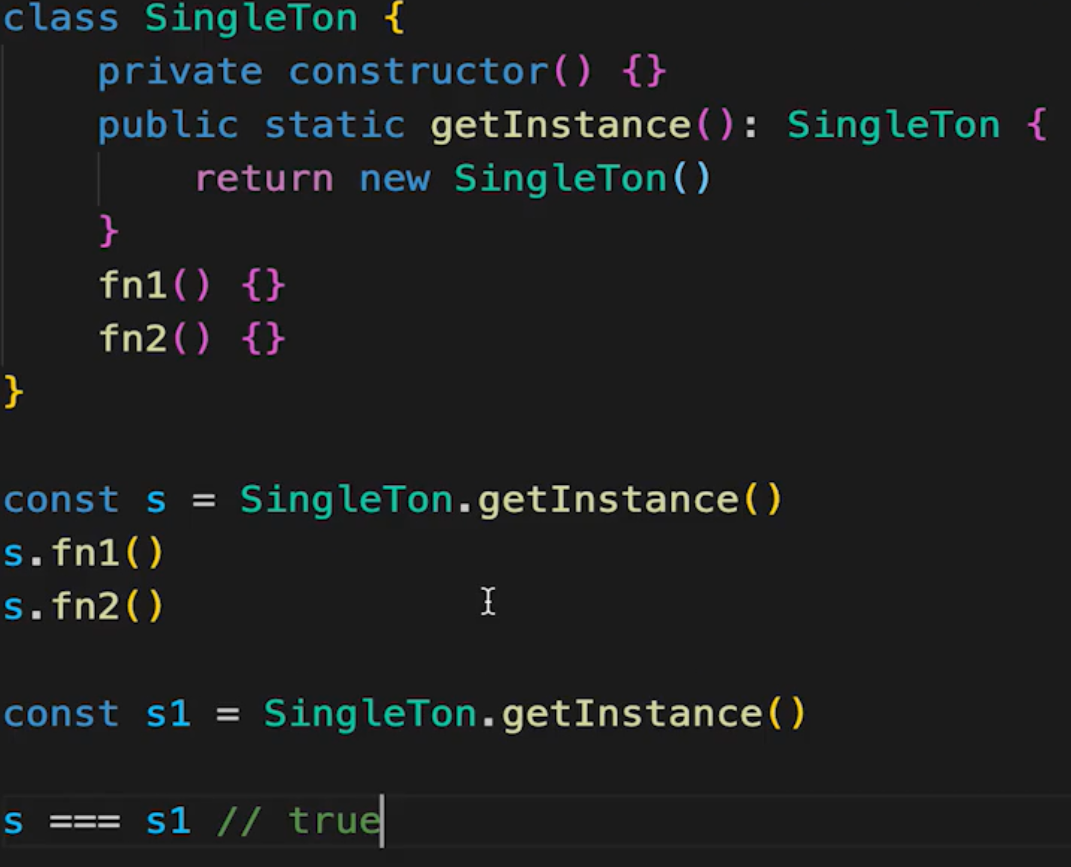 class SingleTon {
    private constructor() {}
    public static getInstance(): SingleTon {
        return new SingleTon()
    }
    fn1() {}
    fn2() {}
}
const s = SingleTon.getInstance()
s.fn1()
s.fn2()
const s1 = SingleTon.getInstance()
s === s1 // true